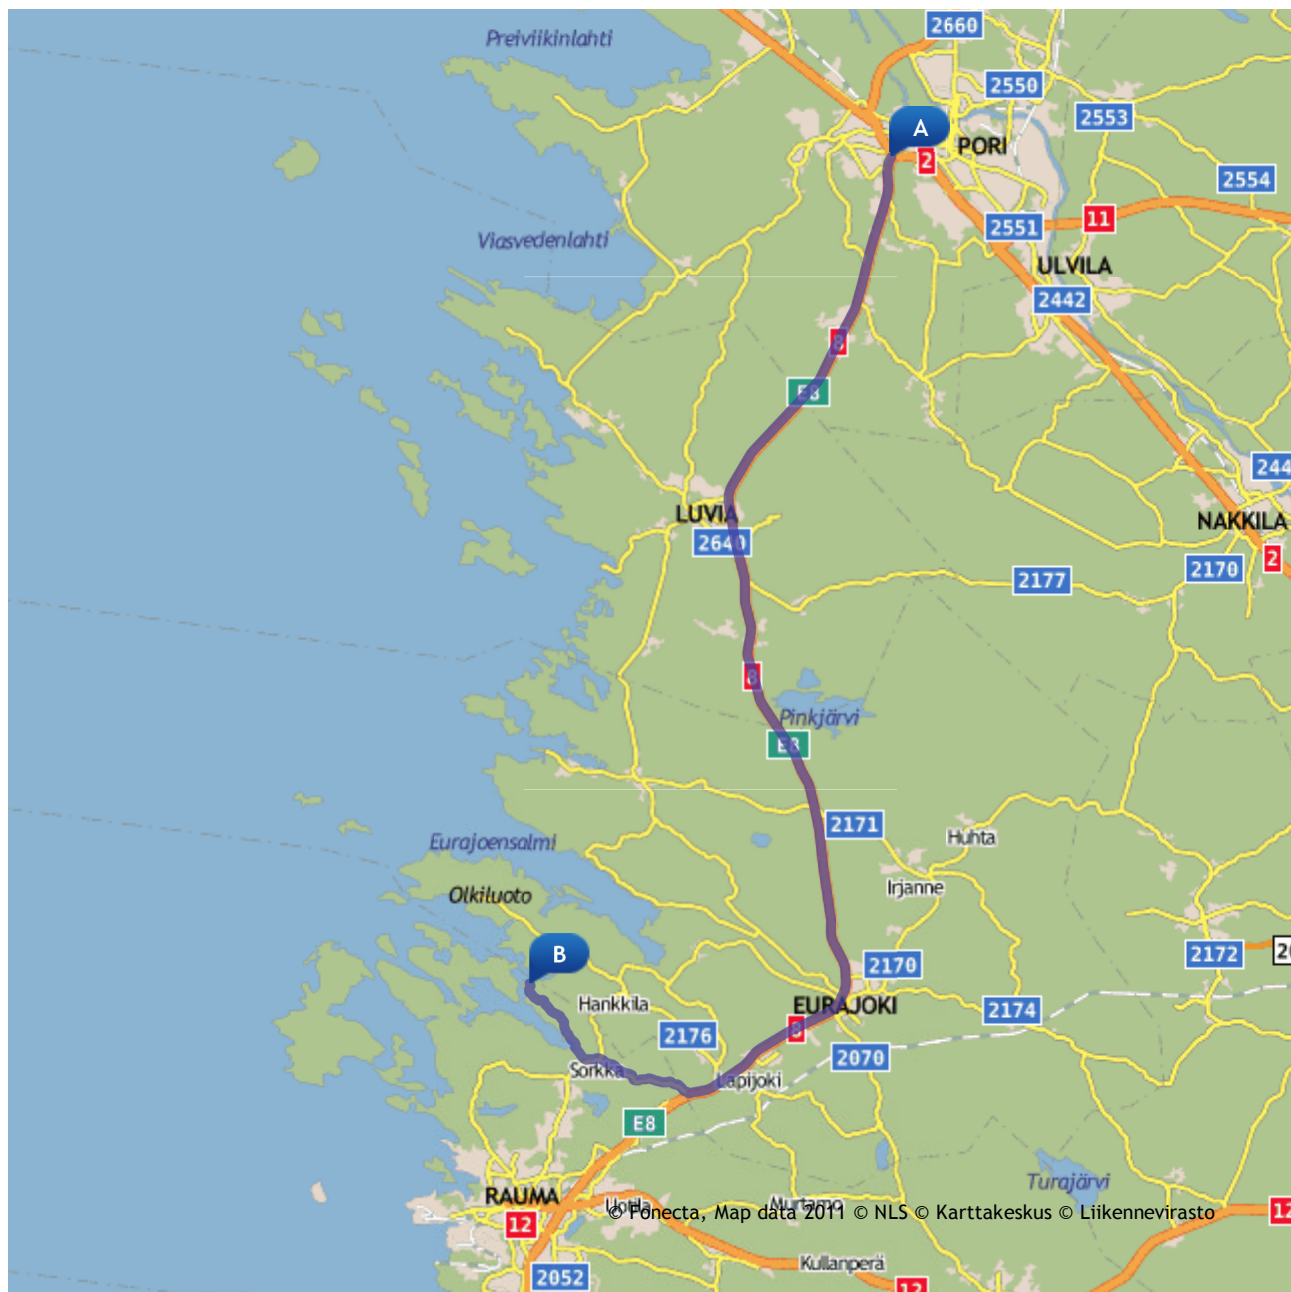 2660
Preiviikinlahti
2550
2553
A
PORI
2
2554
11
2551
Viasvedenlahti
ULVILA
2442
8
E8
244
LUVIA
NAKKILA
2640
2
2170
2177
8
Pinkjärvi
E8
2171
Huhta
Eurajoensalmi
Irjanne
Olkiluoto
B
2170
2172
20
Hankkila
EURAJOKI
2174
8
2176
2070
Sorkka
Lapijoki
E8
Turajärvi
RAUMA
Uotila
Murtamo
© Fonecta, Map data 2011 © NLS © Karttakeskus © Liikennevirasto
12
12
Kullanperä
2052
12